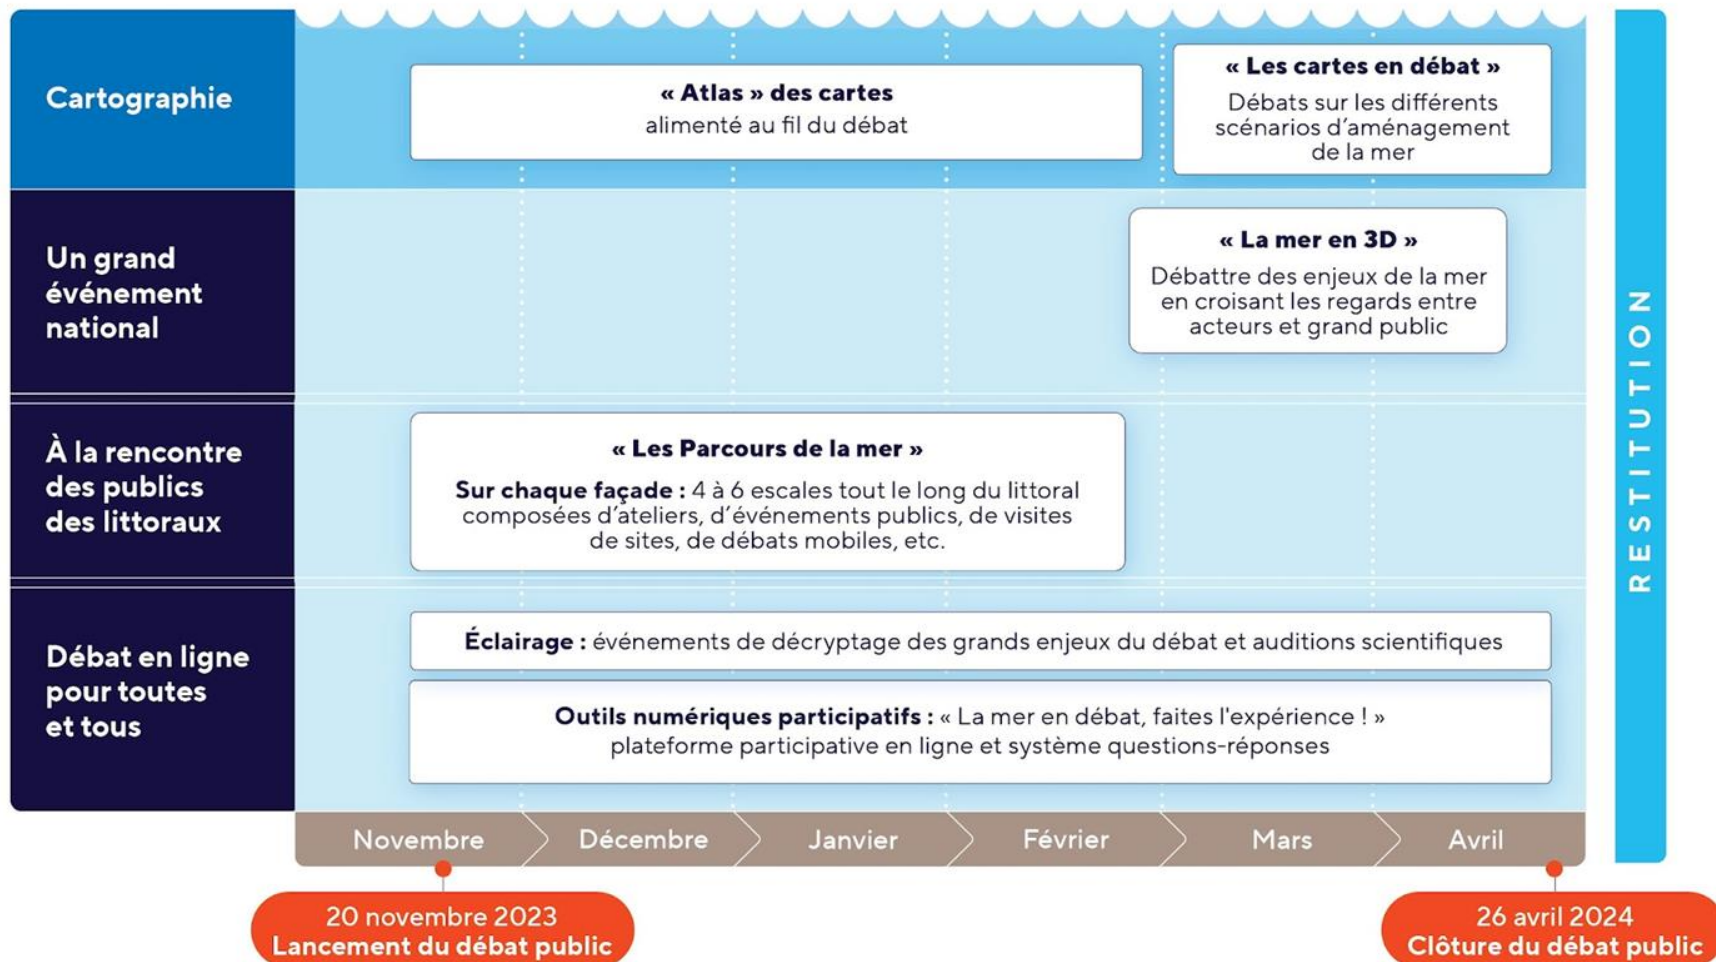 Cartographie
« Atlas » des cartes
alimenté au fil du débat
« Les cartes en débat »
Débats sur les différents
scénarios d'aménagement
de la mer
Un grand
événement
national
« La mer en 3D »
Débattre des enjeux de la mer
en croisant les regards entre
acteurs et grand public
À la rencontre
des publics
des littoraux
« Les Parcours de la mer »
Sur chaque façade : 4 à 6 escales tout le long du littoral
composées d'ateliers, d'événements publics, de visites
de sites, de débats mobiles, etc.
Débat en ligne
pour toutes
et tous
Éclairage : événements de décryptage des grands enjeux du débat et auditions scientifiques
Outils numériques participatifs : « La mer en débat, faites l'expérience ! »
plateforme participative en ligne et système questions-réponses
RESTITUTION
Novembre Décembre Janvier Février Mars Avril
20 novembre 2023
Lancement du débat public
26 avril 2024
Clôture du débat public